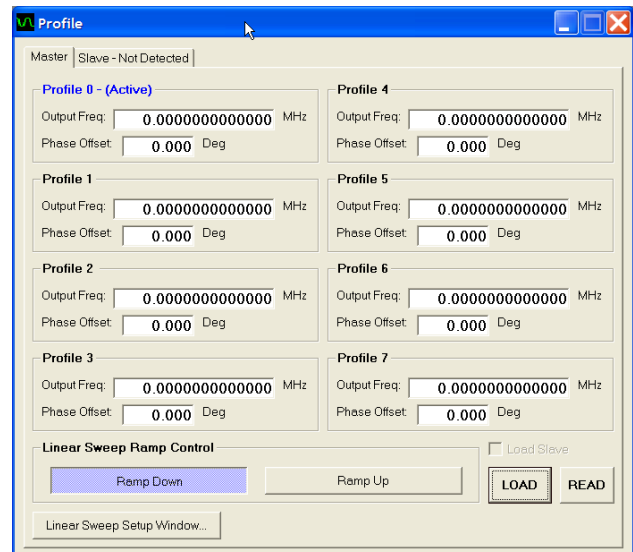 Profile
Master
Slave - Not Detected
Profile 0 - (Active)
Output Freq: 0.0000000000000 MHz
Phase Offset: 0.000 Deg
Profile 1
Output Freq: 0.0000000000000 MHz
Phase Offset: 0.000 Deg
Profile 2
Output Freq: 0.0000000000000 MHz
Phase Offset: 0.000 Deg
Profile 3
Output Freq: 0.0000000000000 MHz
Phase Offset: 0.000 Deg
Profile 4
Output Freq: 0.0000000000000 MHz
Phase Offset: 0.000 Deg
Profile 5
Output Freq: 0.0000000000000 MHz
Phase Offset: 0.000 Deg
Profile 6
Output Freq: 0.0000000000000 MHz
Phase Offset: 0.000 Deg
Profile 7
Output Freq: 0.0000000000000 MHz
Phase Offset: 0.000 Deg
Linear Sweep Ramp Control
Ramp Down
Ramp Up
Load Slave
LOAD
READ
Linear Sweep Setup Window...